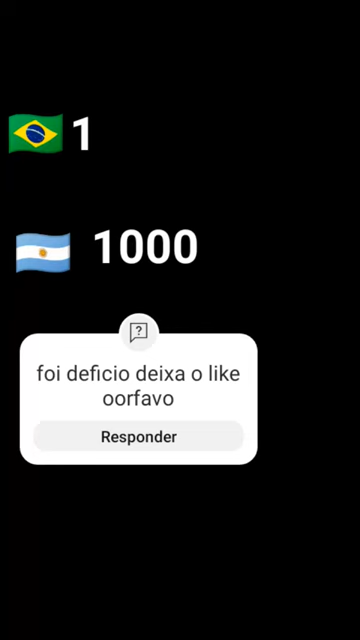 1
1000
foi deficio deixa o like
oorfavo
Responder